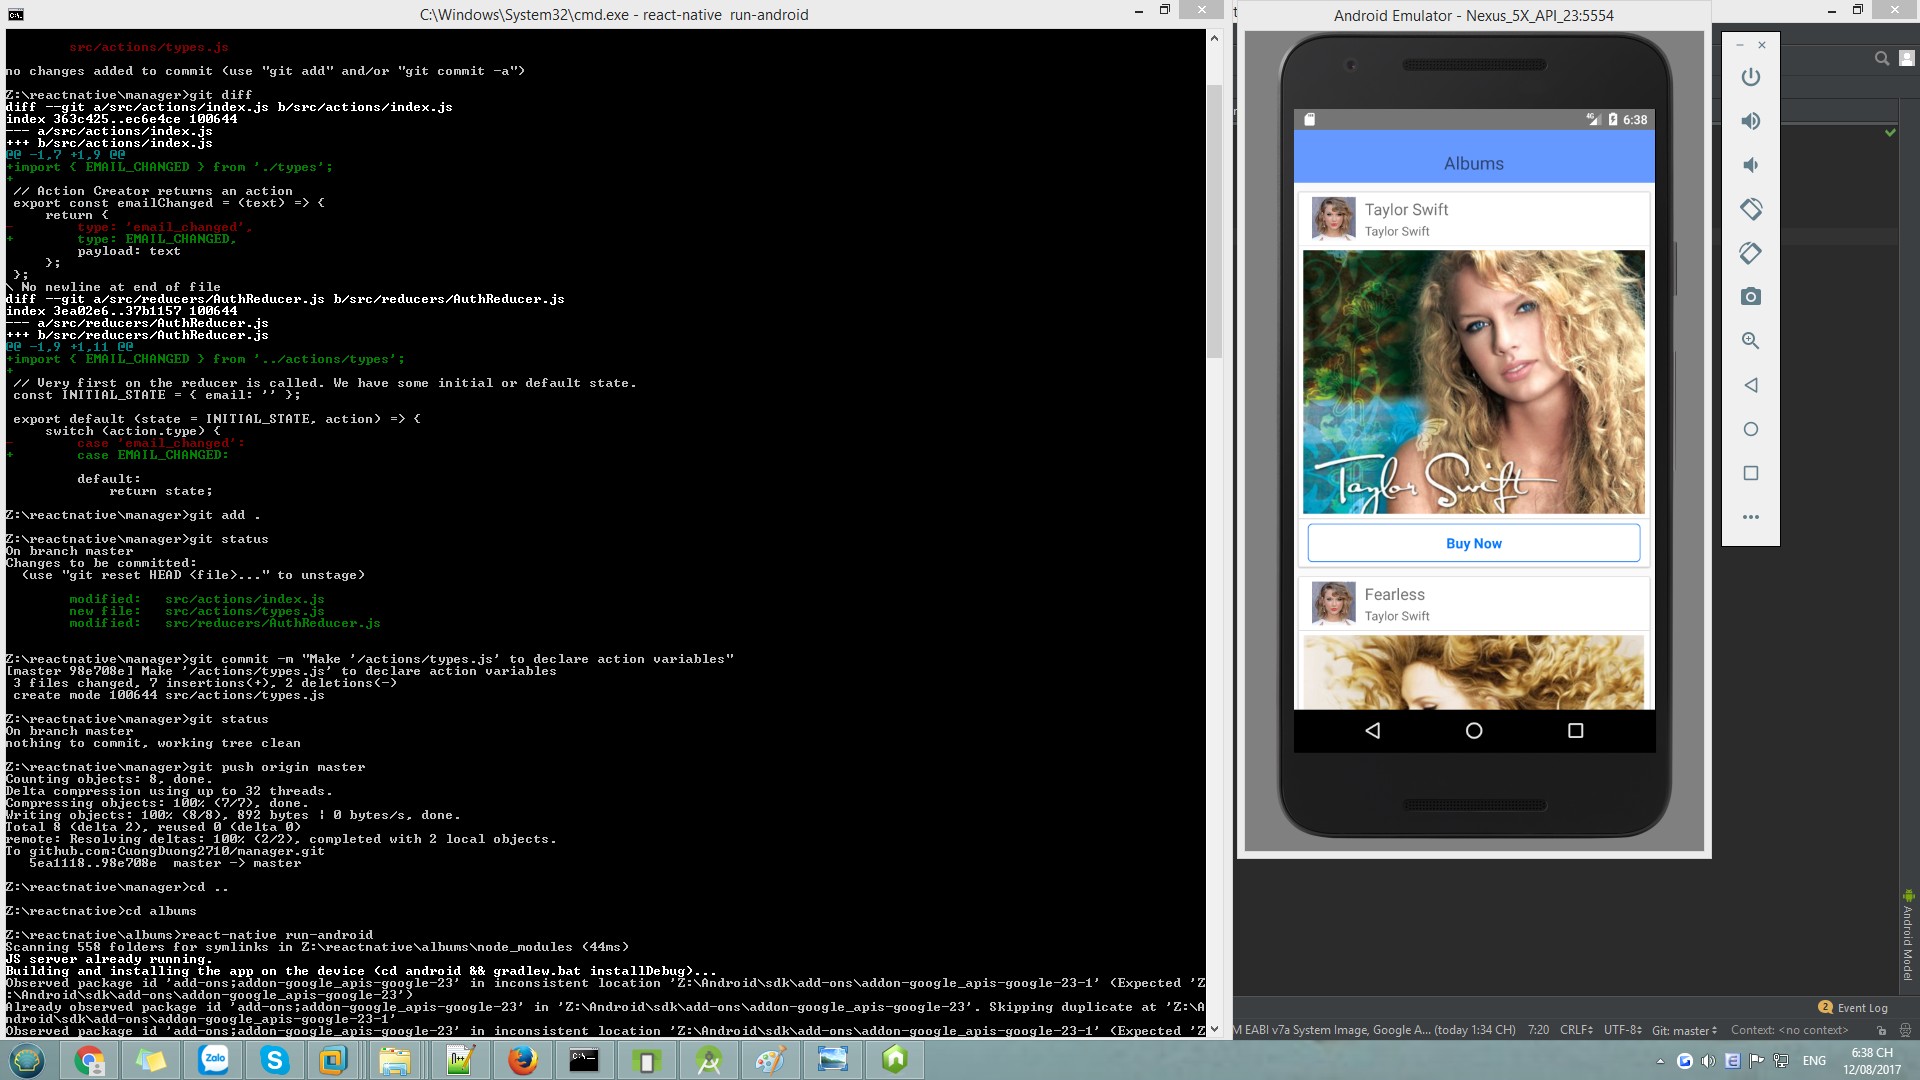 C:\Windows\System32\cmd.exe - react-native  run-android
        src/actions/types.js
no changes added to commit (use "git add" and/or "git commit -a")
Z:\reactnative\manager>git diff
diff --git a/src/actions/index.js b/src/actions/index.js
index 363c425..ec6e4ce 100644
--- a/src/actions/index.js
+++ b/src/actions/index.js
@@ -1,7 +1,9 @@
+import { EMAIL_CHANGED } from './types';
+
 // Action Creator returns an action
 export const emailChanged = (text) => {
     return {
-        type: 'email_changed',
+        type: EMAIL_CHANGED,
         payload: text
     };
 };
\ No newline at end of file
diff --git a/src/reducers/AuthReducer.js b/src/reducers/AuthReducer.js
index 3ea02e6..37b1157 100644
--- a/src/reducers/AuthReducer.js
+++ b/src/reducers/AuthReducer.js
@@ -1,9 +1,11 @@
+import { EMAIL_CHANGED } from '../actions/types';
+
 // Very first on the reducer is called. We have some initial or default state.
 const INITIAL_STATE = { email: '' };
 export default (state = INITIAL_STATE, action) => {
     switch (action.type) {
-        case 'email_changed':
+        case EMAIL_CHANGED:
         default:
             return state;
Z:\reactnative\manager>git add .
Z:\reactnative\manager>git status
On branch master
Changes to be committed:
  (use "git reset HEAD <file>..." to unstage)
        modified:   src/actions/index.js
        new file:   src/actions/types.js
        modified:   src/reducers/AuthReducer.js
Z:\reactnative\manager>git commit -m "Make '/actions/types.js' to declare action variables"
[master 98e708e] Make '/actions/types.js' to declare action variables
 3 files changed, 7 insertions(+), 2 deletions(-)
 create mode 100644 src/actions/types.js
Z:\reactnative\manager>git status
On branch master
nothing to commit, working tree clean
Z:\reactnative\manager>git push origin master
Counting objects: 8, done.
Delta compression using up to 32 threads.
Compressing objects: 100% (7/7), done.
Writing objects: 100% (8/8), 892 bytes | 0 bytes/s, done.
Total 8 (delta 2), reused 0 (delta 0)
remote: Resolving deltas: 100% (2/2), completed with 2 local objects.
To github.com:CuongDuong2710/manager.git
   5ea1118..98e708e  master -> master
Z:\reactnative\manager>cd ..
Z:\reactnative>cd albums
Z:\reactnative\albums>react-native run-android
Scanning 558 folders for symlinks in Z:\reactnative\albums\node_modules (44ms)
JS server already running.
Building and installing the app on the device (cd android && gradlew.bat installDebug)...
Observed package id 'add-ons;addon-google_apis-google-23' in inconsistent location 'Z:\Android\sdk\add-ons\addon-google_apis-google-23-1' (Expected 'Z
:\Android\sdk\add-ons\addon-google_apis-google-23')
Already observed package id 'add-ons;addon-google_apis-google-23' in 'Z:\Android\sdk\add-ons\addon-google_apis-google-23'. Skipping duplicate at 'Z:\A
ndroid\sdk\add-ons\addon-google_apis-google-23-1'
Observed package id 'add-ons;addon-google_apis-google-23' in inconsistent location 'Z:\Android\sdk\add-ons\addon-google_apis-google-23-1' (Expected 'Z
Android Emulator - Nexus_5X_API_23:5554
4G
6:38
Albums
Taylor Swift
Taylor Swift
Taylor Swift
Buy Now
Fearless
Taylor Swift
Android Model
2 Event Log
M EABI v7a System Image, Google A... (today 1:34 CH)
7:20
CRLF
UTF-8
Git: master
Context: <no context>
Zalo
ENG
6:38 CH
12/08/2017